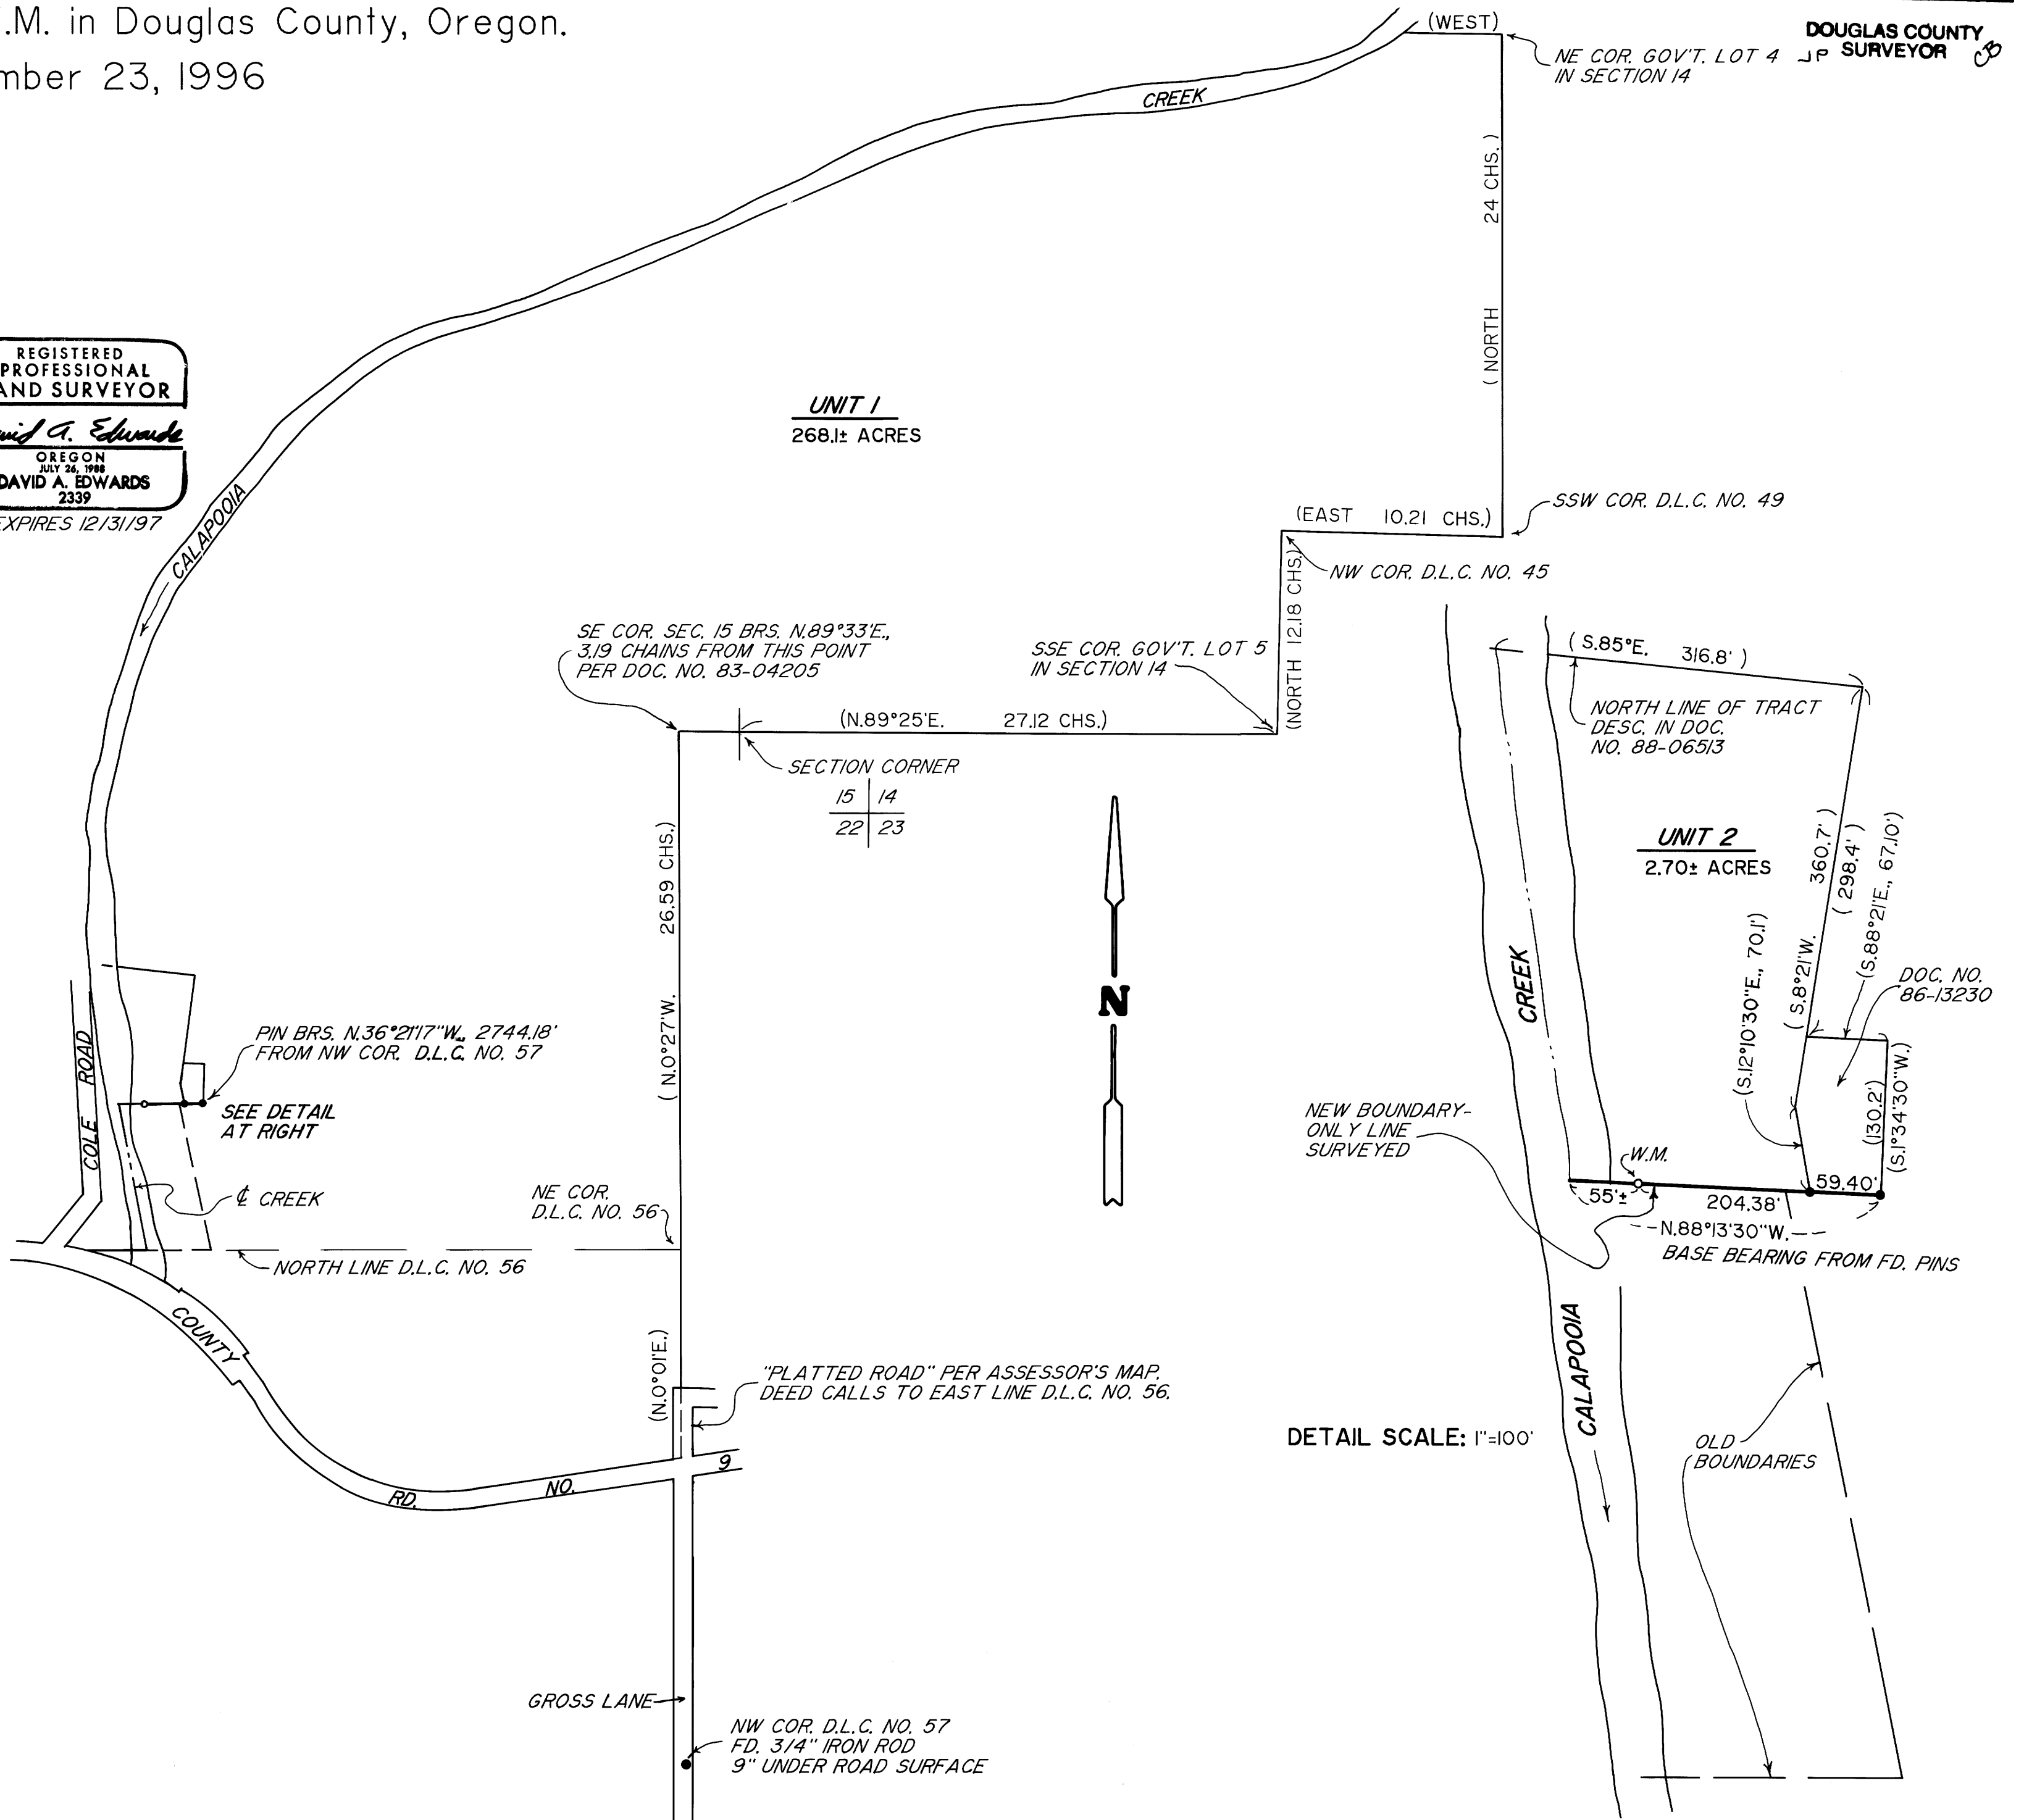 .M. in Douglas County, Oregon.
mber 23, 1996
DOUGLAS COUNTY
SURVEYOR
(WEST)
NE COR. GOV'T. LOT 4
IN SECTION 14
CREEK
(NORTH 24 CHS.)
REGISTERED
PROFESSIONAL
AND SURVEYOR
David A. Edwards
OREGON
JULY 26, 1988
DAVID A. EDWARDS
2339
EXPIRES 12/31/97
UNIT 1
268.1± ACRES
CALAPOOIA
(EAST 10.21 CHS.)
SSW COR. D.L.C. NO. 49
NW COR. D.L.C. NO. 45
(NORTH 12.18 CHS.)
SE COR. SEC. 15 BRS. N.89°33'E.,
3.19 CHAINS FROM THIS POINT
PER DOC. NO. 83-04205
SSE COR. GOV'T. LOT 5
IN SECTION 14
(N.89°25'E. 27.12 CHS.)
SECTION CORNER
15 14
22 23
(N.0°27'W. 26.59 CHS.)
N
(S.85°E. 316.8')
NORTH LINE OF TRACT
DESC. IN DOC.
NO. 88-06513
UNIT 2
2.70± ACRES
(S.8°21'W. 360.7')
(298.4')
(S.88°21'E., 67.10')
(S.12°10'30"E., 70.1')
DOC. NO.
86-13230
(130.2')
(S.1°34'30"W.)
CREEK
COLE ROAD
PIN BRS. N.36°21'17"W., 2744.18'
FROM NW COR. D.L.C. NO. 57
SEE DETAIL
AT RIGHT
℄ CREEK
NE COR.
D.L.C. NO. 56
NORTH LINE D.L.C. NO. 56
NEW BOUNDARY-
ONLY LINE
SURVEYED
W.M.
55'±
204.38'
59.40'
N.88°13'30"W.
BASE BEARING FROM FD. PINS
COUNTY RD. NO. 9
(N.0°01'E.)
"PLATTED ROAD" PER ASSESSOR'S MAP.
DEED CALLS TO EAST LINE D.L.C. NO. 56.
CALAPOOIA
DETAIL SCALE: 1"=100'
OLD
BOUNDARIES
GROSS LANE
NW COR. D.L.C. NO. 57
FD. 3/4" IRON ROD
9" UNDER ROAD SURFACE